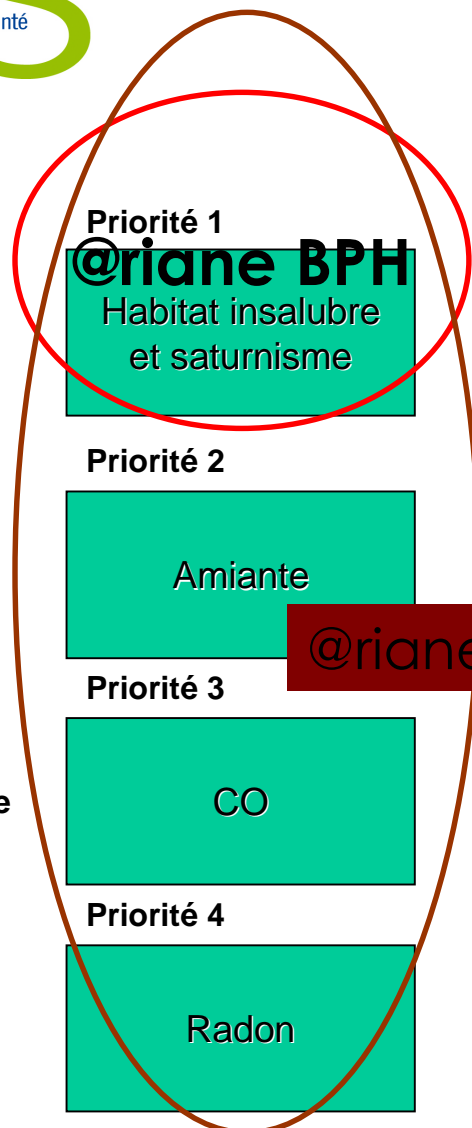 nté
Priorité 1
@riane BPH
Habitat insalubre
et saturnisme
Priorité 2
Amiante
@riane
Priorité 3
CO
e
Priorité 4
Radon